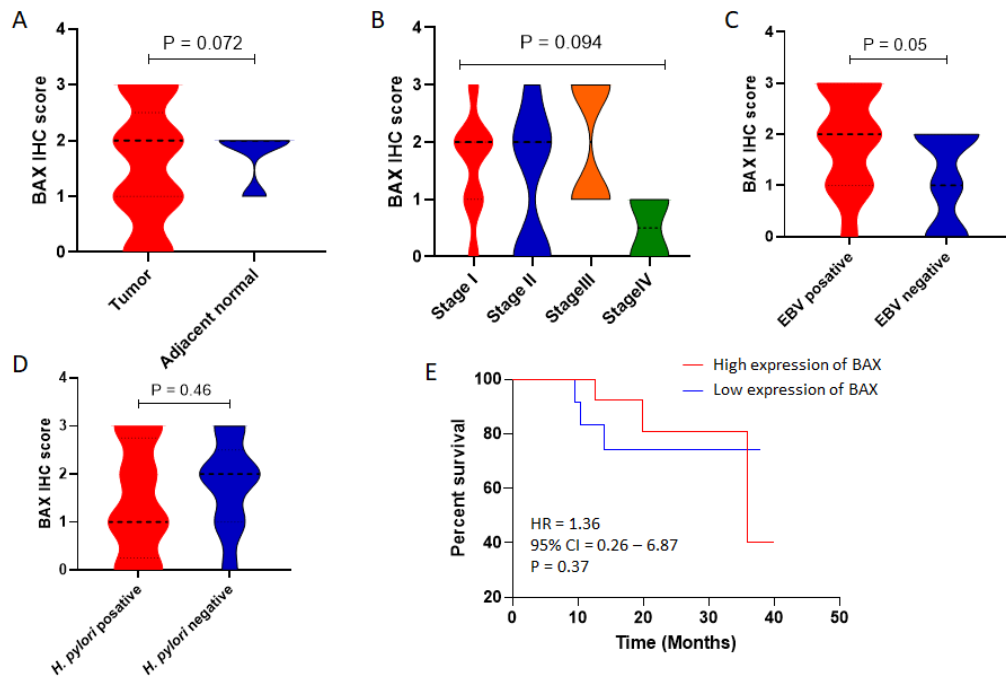 A
P = 0.072
BAX IHC score
4
3
2
1
0
Tumor
Adjacent normal
B
P = 0.094
BAX IHC score
4
3
2
1
0
Stage I
Stage II
StageIII
StageIV
C
P = 0.05
BAX IHC score
4
3
2
1
0
EBV posative
EBV negative
D
P = 0.46
BAX IHC score
4
3
2
1
0
H. pylori posative
H. pylori negative
E
High expression of BAX
Low expression of BAX
Percent survival
100
80
60
40
20
HR = 1.36
95% CI = 0.26 – 6.87
P = 0.37
0
10
20
30
40
50
Time (Months)